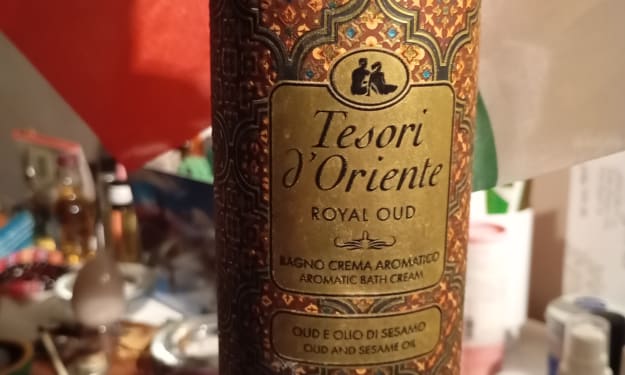 Tesori
d'Oriente
ROYAL OUD
BAGNO CREMA AROMATICO
AROMATIC BATH CREAM
OUD E OLIO DI SESAMO
OUD AND SESAME OIL